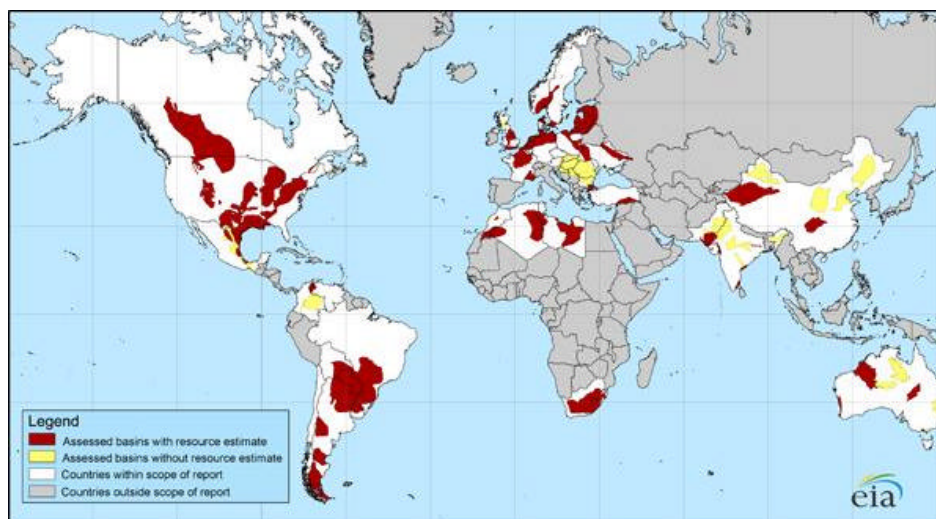 Legend
Assessed basins with resource estimate
Assessed basins without resource estimate
Countries within scope of report
Countries outside scope of report
eia